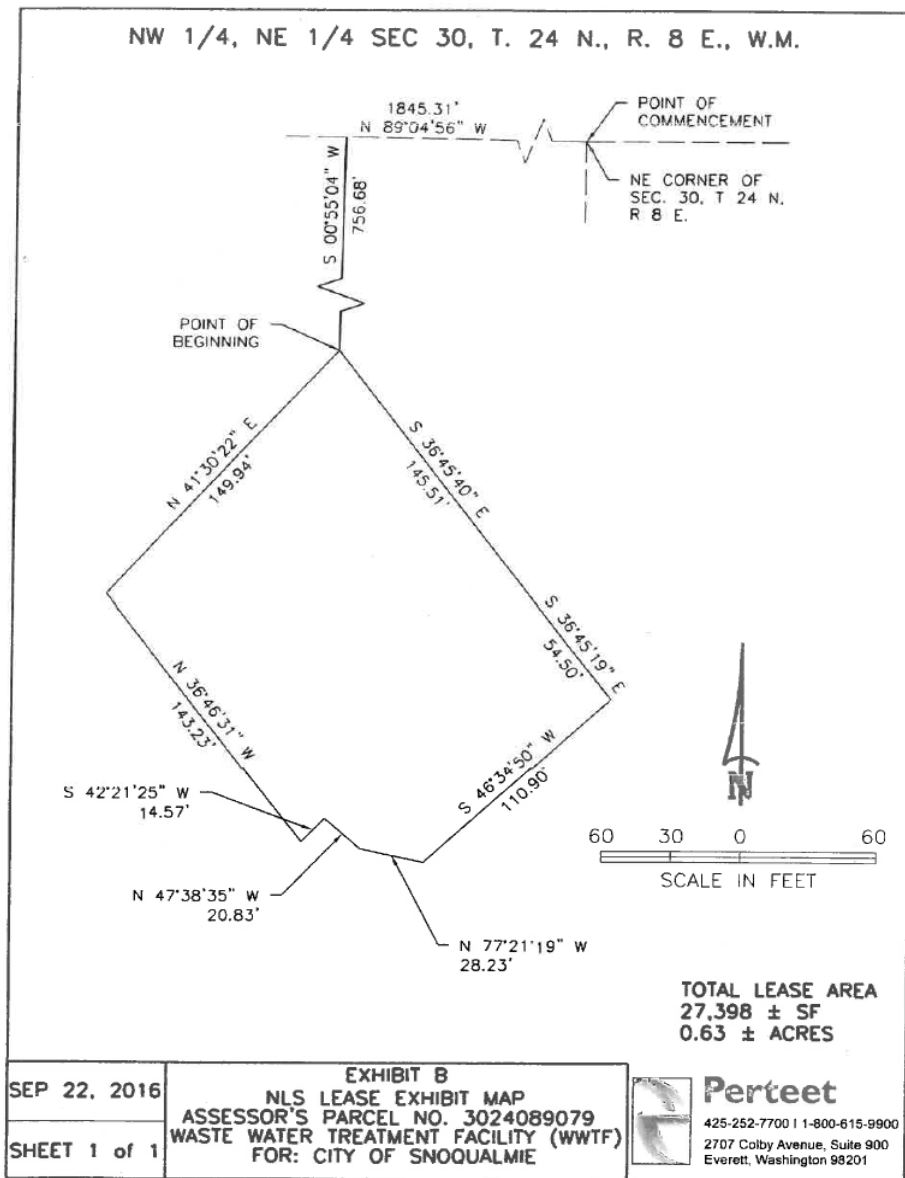 NW 1/4, NE 1/4 SEC 30, T. 24 N., R. 8 E., W.M.
1845.31'
N 89°04'56" W
POINT OF
COMMENCEMENT
NE CORNER OF
SEC. 30, T 24 N,
R 8 E.
S 00°55'04" W
756.68'
POINT OF
BEGINNING
N 41°30'22" E
149.94'
S 36°45'40" E
145.51'
S 36°45'19" E
54.50'
N 36°46'31" W
143.23'
S 46°34'50" W
110.90'
S 42°21'25" W
14.57'
N 47°38'35" W
20.83'
N 77°21'19" W
28.23'
N
60 30 0 60
SCALE IN FEET
TOTAL LEASE AREA
27,398 ± SF
0.63 ± ACRES
SEP 22, 2016
SHEET 1 of 1
EXHIBIT B
NLS LEASE EXHIBIT MAP
ASSESSOR'S PARCEL NO. 3024089079
WASTE WATER TREATMENT FACILITY (WWTF)
FOR: CITY OF SNOQUALMIE
Perteet
425-252-7700 | 1-800-615-9900
2707 Colby Avenue, Suite 900
Everett, Washington 98201